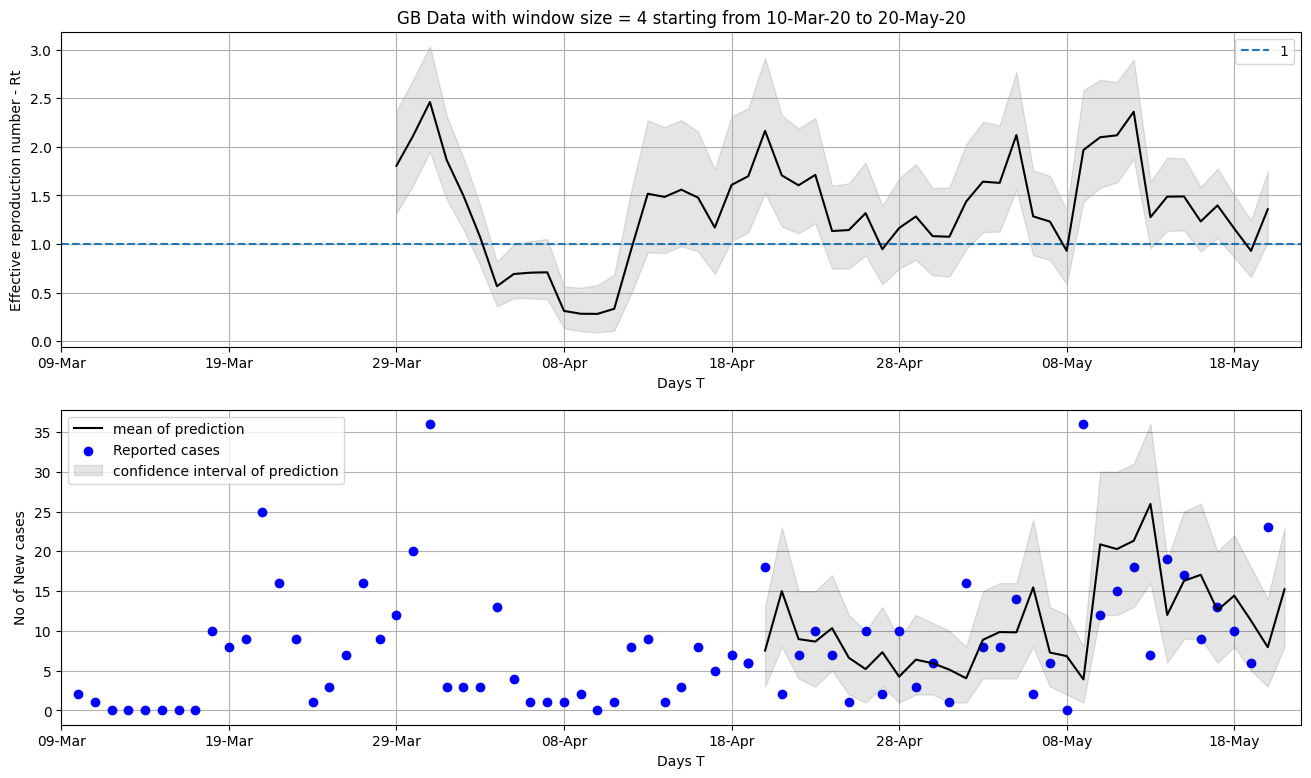 GB Data with window size = 4 starting from 10-Mar-20 to 20-May-20
Effective reproduction number - Rt
3.0
2.5
2.0
1.5
1.0
0.5
0.0
1
09-Mar 19-Mar 29-Mar 08-Apr 18-Apr 28-Apr 08-May 18-May
Days T
No of New cases
35
30
25
20
15
10
5
0
mean of prediction
Reported cases
confidence interval of prediction
09-Mar 19-Mar 29-Mar 08-Apr 18-Apr 28-Apr 08-May 18-May
Days T